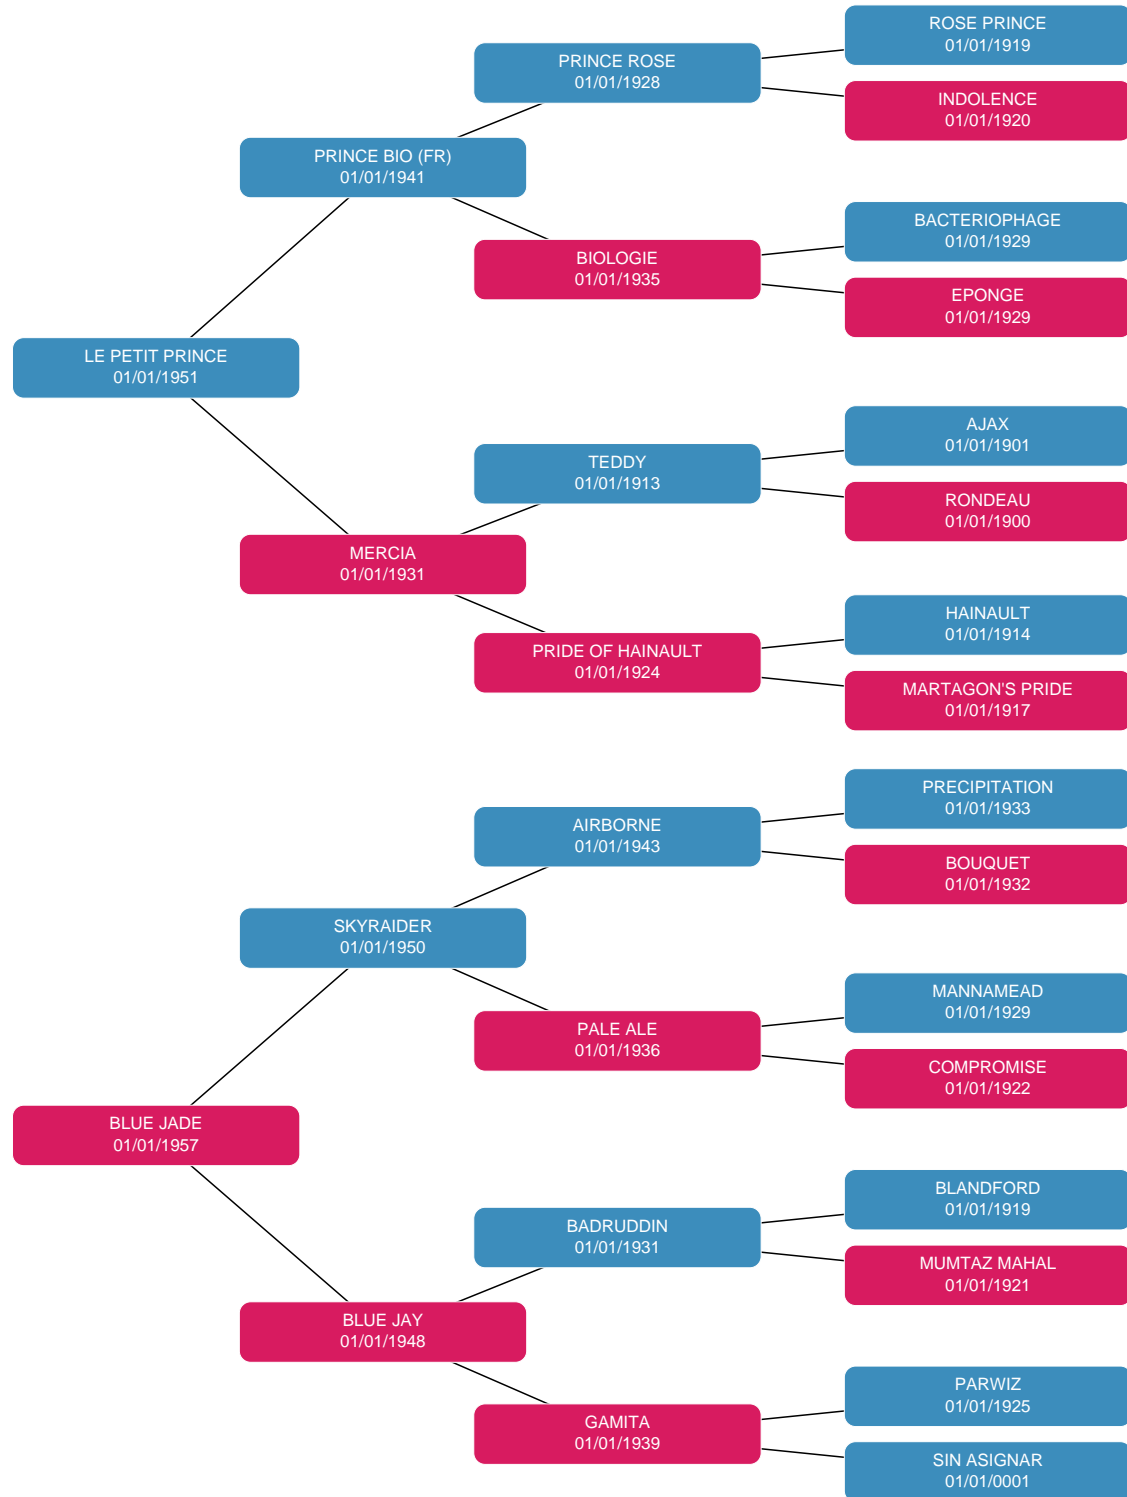 ROSE PRINCE
01/01/1919
PRINCE ROSE
01/01/1928
INDOLENCE
01/01/1920
PRINCE BIO (FR)
01/01/1941
BACTERIOPHAGE
01/01/1929
BIOLOGIE
01/01/1935
EPONGE
01/01/1929
LE PETIT PRINCE
01/01/1951
AJAX
01/01/1901
TEDDY
01/01/1913
RONDEAU
01/01/1900
MERCIA
01/01/1931
HAINAULT
01/01/1914
PRIDE OF HAINAULT
01/01/1924
MARTAGON'S PRIDE
01/01/1917
PRECIPITATION
01/01/1933
AIRBORNE
01/01/1943
BOUQUET
01/01/1932
SKYRAIDER
01/01/1950
MANNAMEAD
01/01/1929
PALE ALE
01/01/1936
COMPROMISE
01/01/1922
BLUE JADE
01/01/1957
BLANDFORD
01/01/1919
BADRUDDIN
01/01/1931
MUMTAZ MAHAL
01/01/1921
BLUE JAY
01/01/1948
PARWIZ
01/01/1925
GAMITA
01/01/1939
SIN ASIGNAR
01/01/0001